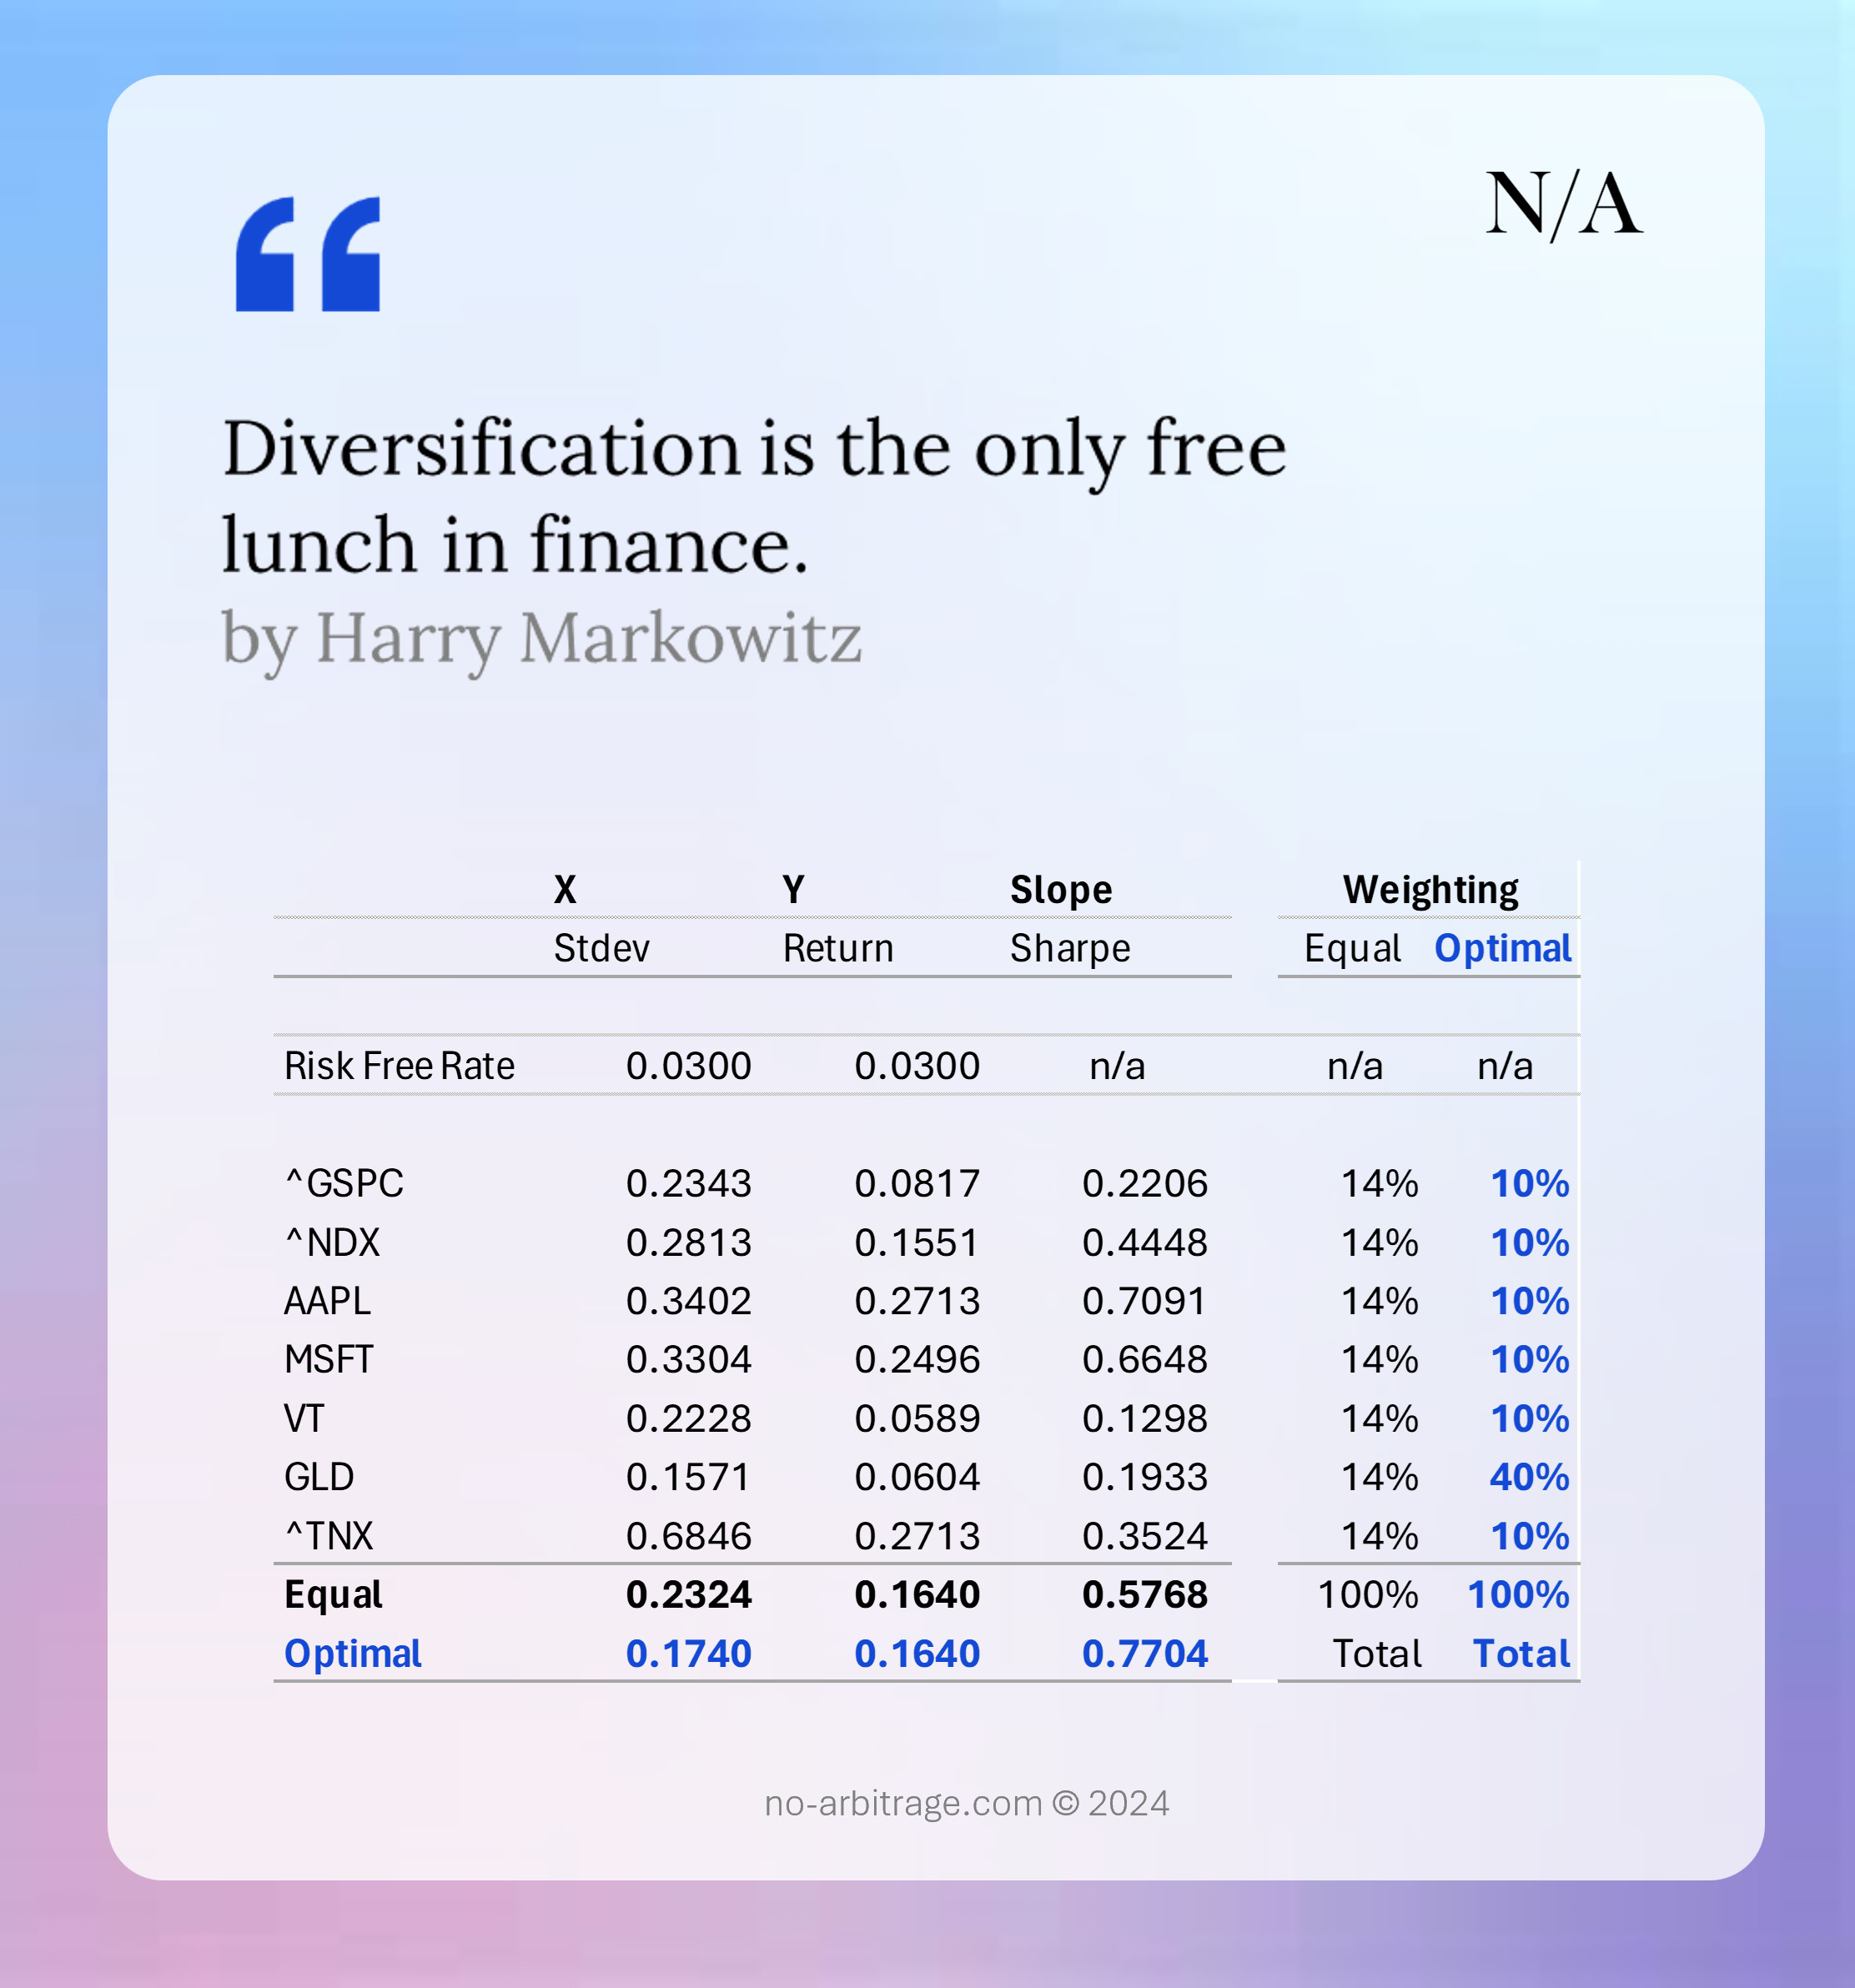 N/A
“
Diversification is the only free
lunch in finance.
by Harry Markowitz
X Y Slope Weighting
Stdev Return Sharpe Equal Optimal
Risk Free Rate 0.0300 0.0300 n/a n/a n/a
^GSPC 0.2343 0.0817 0.2206 14% 10%
^NDX 0.2813 0.1551 0.4448 14% 10%
AAPL 0.3402 0.2713 0.7091 14% 10%
MSFT 0.3304 0.2496 0.6648 14% 10%
VT 0.2228 0.0589 0.1298 14% 10%
GLD 0.1571 0.0604 0.1933 14% 40%
^TNX 0.6846 0.2713 0.3524 14% 10%
Equal 0.2324 0.1640 0.5768 100% 100%
Optimal 0.1740 0.1640 0.7704 Total Total
no-arbitrage.com © 2024